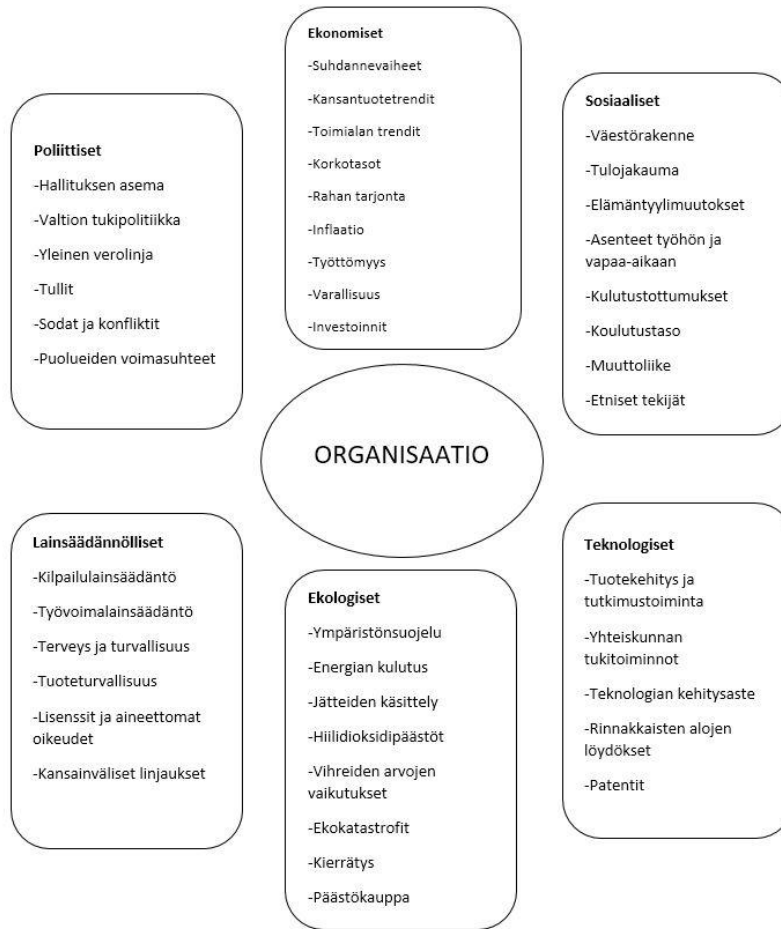 Ekonomiset
-Suhdannevaiheet
-Kansantuotetrendit
-Toimialan trendit
-Korkotasot
-Rahan tarjonta
-Inflaatio
-Työttömyys
-Varallisuus
-Investoinnit
Poliittiset
-Hallituksen asema
-Valtion tukipolitiikka
-Yleinen verolinja
-Tullit
-Sodat ja konfliktit
-Puolueiden voimasuhteet
Sosiaaliset
-Väestörakenne
-Tulojakauma
-Elämäntyylimuutokset
-Asenteet työhön ja
vapaa-aikaan
-Kulutustottumukset
-Koulutustaso
-Muuttoliike
-Etniset tekijät
ORGANISAATIO
Lainsäädännölliset
-Kilpailulainsäädäntö
-Työvoimalainsäädäntö
-Terveys ja turvallisuus
-Tuoteturvallisuus
-Lisenssit ja aineettomat
oikeudet
-Kansainväliset linjaukset
Ekologiset
-Ympäristönsuojelu
-Energian kulutus
-Jätteiden käsittely
-Hiilidioksidipäästöt
-Vihreiden arvojen
vaikutukset
-Ekokatastrofit
-Kierrätys
-Päästökauppa
Teknologiset
-Tuotekehitys ja
tutkimustoiminta
-Yhteiskunnan
tukitoiminnot
-Teknologian kehitysaste
-Rinnakkaisten alojen
löydökset
-Patentit